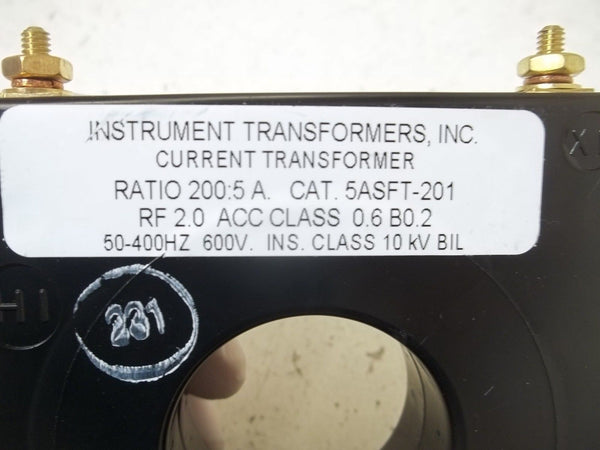 INSTRUMENT TRANSFORMERS, INC.
CURRENT TRANSFORMER
RATIO 200:5 A. CAT. 5ASFT-201
RF 2.0 ACC CLASS 0.6 B0.2
50-400HZ 600V. INS. CLASS 10 kV BIL
X1
H1
231